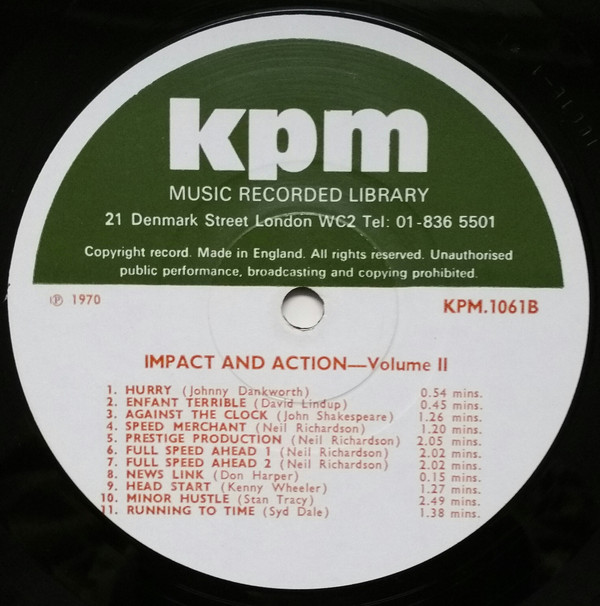 kpm
MUSIC RECORDED LIBRARY
21 Denmark Street London WC2 Tel: 01-836 5501
Copyright record. Made in England. All rights reserved. Unauthorised
public performance, broadcasting and copying prohibited.
℗ 1970 KPM.1061B
IMPACT AND ACTION—Volume II
1. HURRY (Johnny Dankworth) 0.54 mins.
2. ENFANT TERRIBLE (David Lindup) 0.45 mins.
3. AGAINST THE CLOCK (John Shakespeare) 1.26 mins.
4. SPEED MERCHANT (Neil Richardson) 1.20 mins.
5. PRESTIGE PRODUCTION (Neil Richardson) 2.05 mins.
6. FULL SPEED AHEAD 1 (Neil Richardson) 2.02 mins.
7. FULL SPEED AHEAD 2 (Neil Richardson) 2.02 mins.
8. NEWS LINK (Don Harper) 0.15 mins.
9. HEAD START (Kenny Wheeler) 1.27 mins.
10. MINOR HUSTLE (Stan Tracy) 2.49 mins.
11. RUNNING TO TIME (Syd Dale) 1.38 mins.